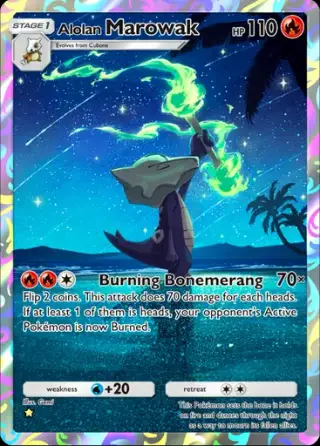 STAGE 1
Alolan Marowak
HP 110
Evolves from Cubone
Burning Bonemerang 70×
Flip 2 coins. This attack does 70 damage for each heads.
If at least 1 of them is heads, your opponent's Active
Pokémon is now Burned.
weakness +20
retreat
Illus. Gemi
This Pokémon sets the bone it holds
on fire and dances through the night
as a way to mourn its fallen allies.